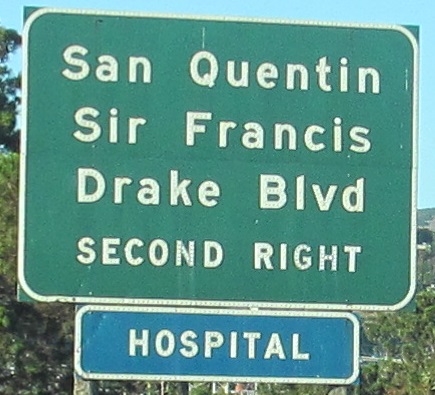 San Quentin
Sir Francis
Drake Blvd
SECOND RIGHT
HOSPITAL